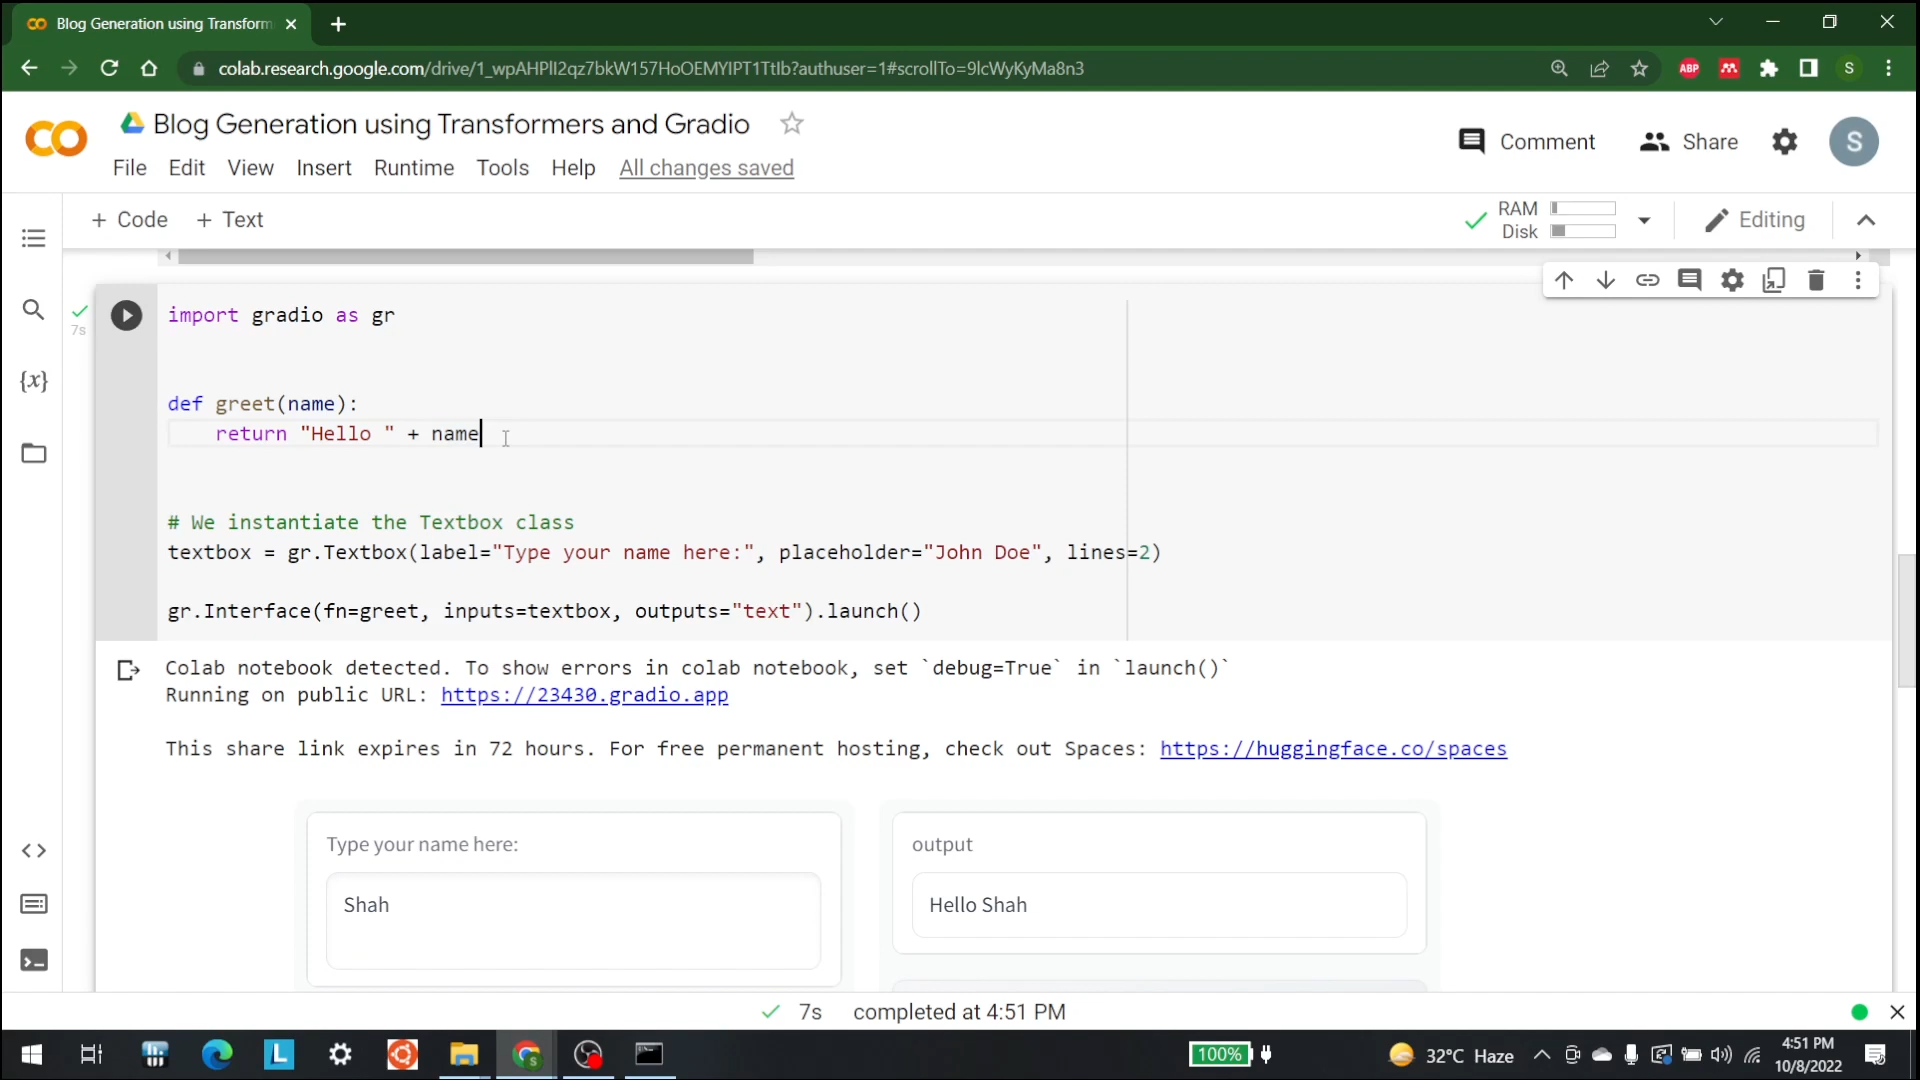 Blog Generation using Transform
colab.research.google.com/drive/1_wpAHPlI2qz7bkW157HoOEMYIPT1TtIb?authuser=1#scrollTo=9lcWyKyMa8n3
ABP
S
Blog Generation using Transformers and Gradio
Comment
Share
S
File Edit View Insert Runtime Tools Help All changes saved
+ Code + Text
RAM
Disk
Editing
{x}
7s
import gradio as gr
def greet(name):
return "Hello " + name
# We instantiate the Textbox class
textbox = gr.Textbox(label="Type your name here:", placeholder="John Doe", lines=2)
gr.Interface(fn=greet, inputs=textbox, outputs="text").launch()
Colab notebook detected. To show errors in colab notebook, set `debug=True` in `launch()`
Running on public URL: https://23430.gradio.app
This share link expires in 72 hours. For free permanent hosting, check out Spaces: https://huggingface.co/spaces
Type your name here:
output
Shah
Hello Shah
7s completed at 4:51 PM
L
100%
32°C Haze
4:51 PM
10/8/2022